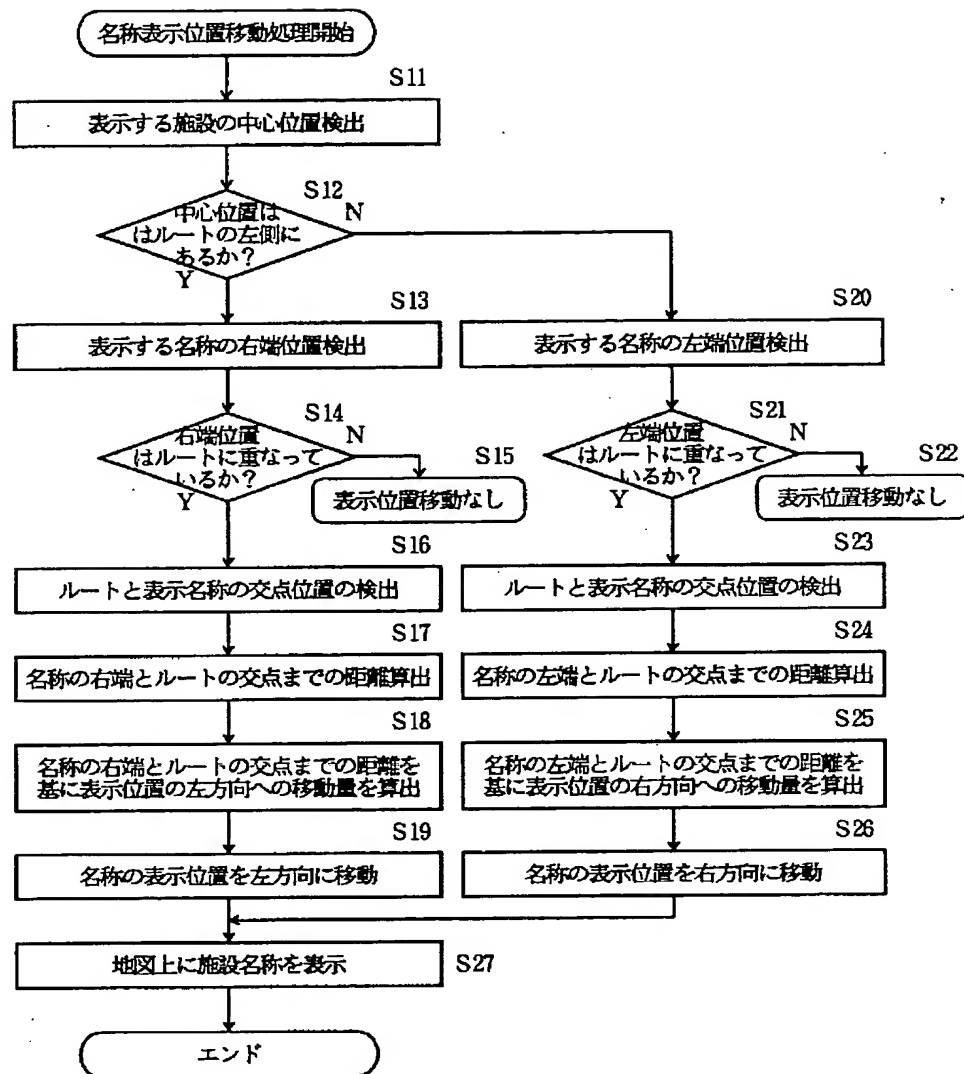 名称表示位置移動処理開始
S11
表示する施設の中心位置検出
S12
中心位置は
はルートの左側に
あるか？
N
Y
S13
表示する名称の右端位置検出
S14
右端位置
はルートに重なって
いるか？
N
Y
S15
表示位置移動なし
S16
ルートと表示名称の交点位置の検出
S17
名称の右端とルートの交点までの距離算出
S18
名称の右端とルートの交点までの距離を
基に表示位置の左方向への移動量を算出
S19
名称の表示位置を左方向に移動
S20
表示する名称の左端位置検出
S21
左端位置
はルートに重なって
いるか？
N
Y
S22
表示位置移動なし
S23
ルートと表示名称の交点位置の検出
S24
名称の左端とルートの交点までの距離算出
S25
名称の左端とルートの交点までの距離を
基に表示位置の右方向への移動量を算出
S26
名称の表示位置を右方向に移動
地図上に施設名称を表示
S27
エンド